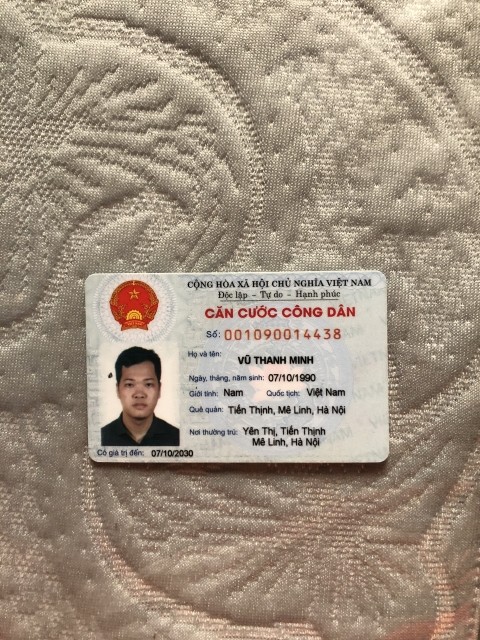 CỘNG HÒA XÃ HỘI CHỦ NGHĨA VIỆT NAM
Độc lập – Tự do – Hạnh phúc
CĂN CƯỚC CÔNG DÂN
Số: 001090014438
Họ và tên: VŨ THANH MINH
Ngày, tháng, năm sinh: 07/10/1990
Giới tính: Nam Quốc tịch: Việt Nam
Quê quán: Tiến Thịnh, Mê Linh, Hà Nội
Nơi thường trú: Yên Thị, Tiến Thịnh
Mê Linh, Hà Nội
Có giá trị đến: 07/10/2030